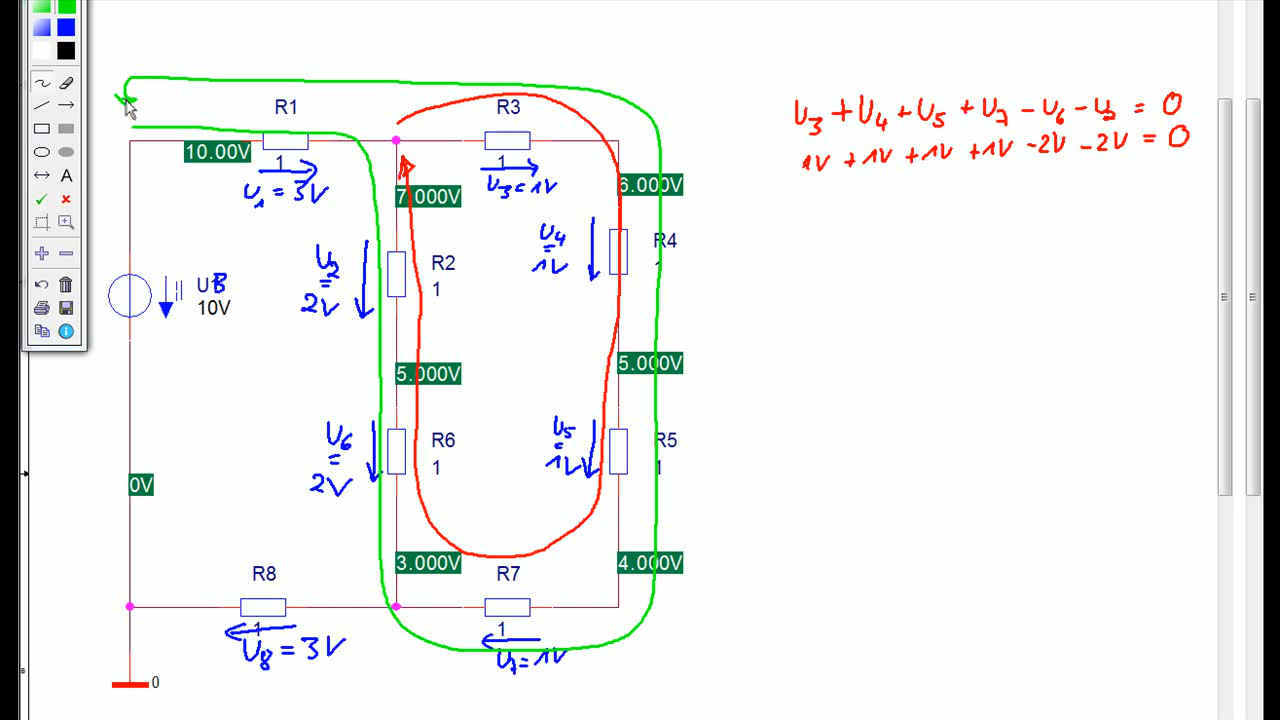 R1
R3
U₃ + U₄ + U₅ + U₇ - U₆ - U₂ = 0
1V + 1V + 1V + 1V - 2V - 2V = 0
10.00V
1
1
U₁ = 3V
U₃ = 1V
7.000V
6.000V
A
U₄
=
1V
R4
1
U₂
=
2V
R2
1
UB
10V
5.000V
5.000V
U₆
=
2V
R6
1
U₅
=
1V
R5
1
0V
3.000V
4.000V
R8
R7
1
1
U₈ = 3V
U₇ = 1V
0